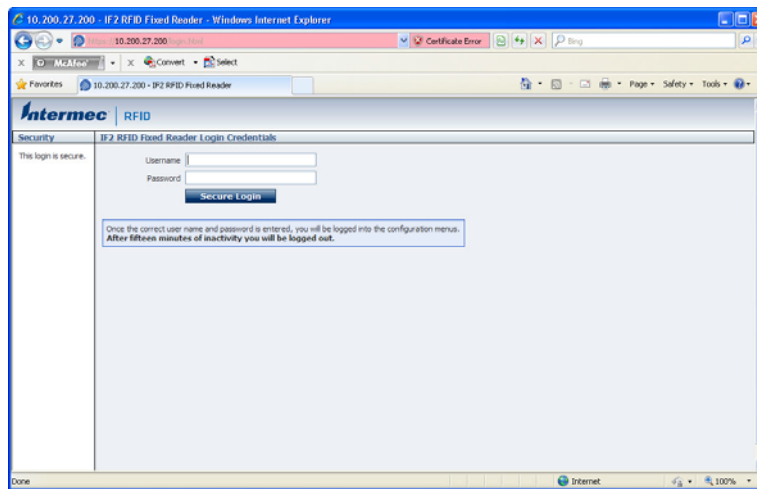 10.200.27.200 - IF2 RFID Fixed Reader - Windows Internet Explorer
https://10.200.27.200/login.html
Certificate Error
Bing
X McAfee X Convert Select
Favorites 10.200.27.200 - IF2 RFID Fixed Reader Page Safety Tools
Intermec RFID
Security IF2 RFID Fixed Reader Login Credentials
This login is secure.
Username
Password
Secure Login
Once the correct user name and password is entered, you will be logged into the configuration menus.
After fifteen minutes of inactivity you will be logged out.
Done Internet 100%